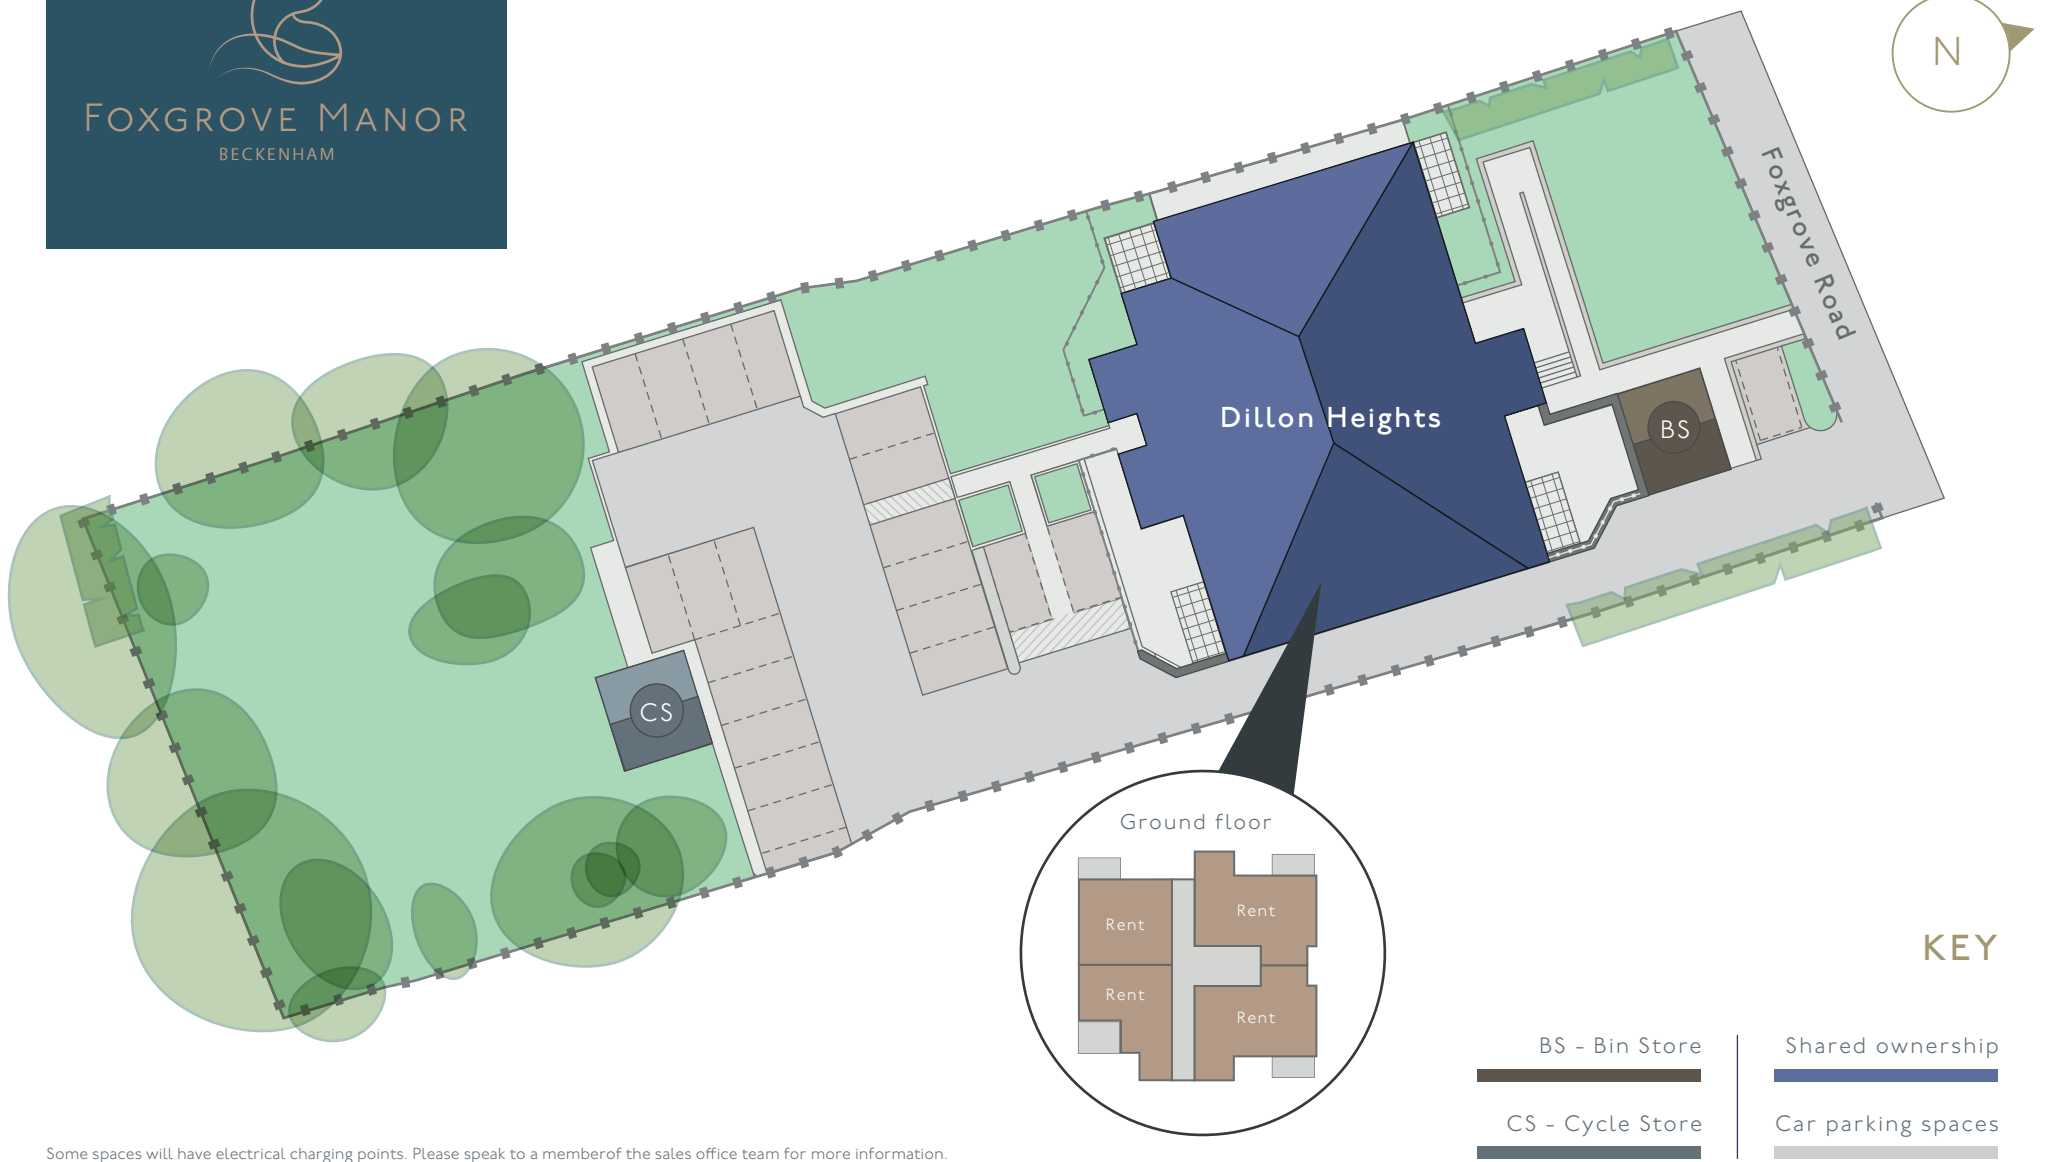 FOXGROVE MANOR
BECKENHAM
N
Foxgrove Road
Dillon Heights
BS
CS
Ground floor
Rent
Rent
Rent
Rent
KEY
BS - Bin Store
Shared ownership
CS - Cycle Store
Car parking spaces
Some spaces will have electrical charging points. Please speak to a memberof the sales office team for more information.